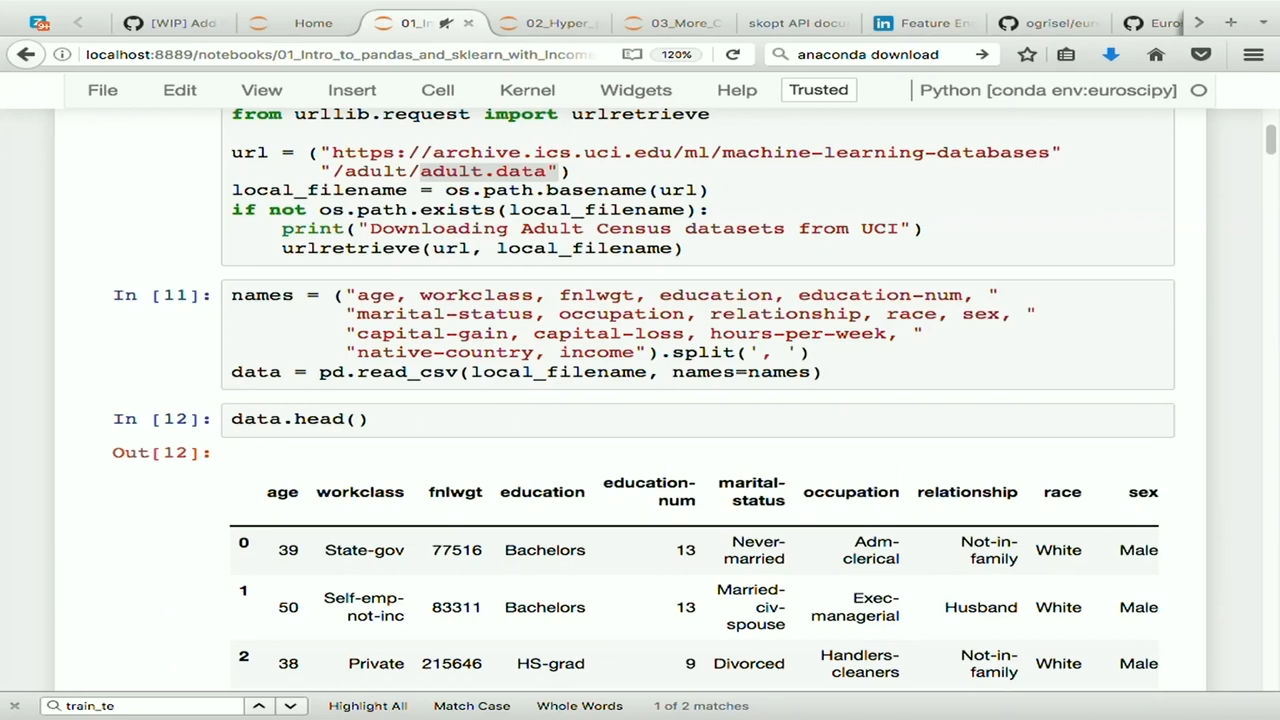 [WIP] Add
Home
01_In
02_Hyper_
03_More_C
skopt API docu
Feature En
ogrisel/eur
Euro
localhost:8889/notebooks/01_Intro_to_pandas_and_sklearn_with_Incom
120%
anaconda download
File Edit View Insert Cell Kernel Widgets Help Trusted Python [conda env:euroscipy]
from urllib.request import urlretrieve
url = ("https://archive.ics.uci.edu/ml/machine-learning-databases"
"/adult/adult.data")
local_filename = os.path.basename(url)
if not os.path.exists(local_filename):
print("Downloading Adult Census datasets from UCI")
urlretrieve(url, local_filename)
In [11]: names = ("age, workclass, fnlwgt, education, education-num, "
"marital-status, occupation, relationship, race, sex, "
"capital-gain, capital-loss, hours-per-week, "
"native-country, income").split(', ')
data = pd.read_csv(local_filename, names=names)
In [12]: data.head()
Out[12]:
age workclass fnlwgt education education-num marital-status occupation relationship race sex
0 39 State-gov 77516 Bachelors 13 Never-married Adm-clerical Not-in-family White Male
1 50 Self-emp-not-inc 83311 Bachelors 13 Married-civ-spouse Exec-managerial Husband White Male
2 38 Private 215646 HS-grad 9 Divorced Handlers-cleaners Not-in-family White Male
train_te Highlight All Match Case Whole Words 1 of 2 matches